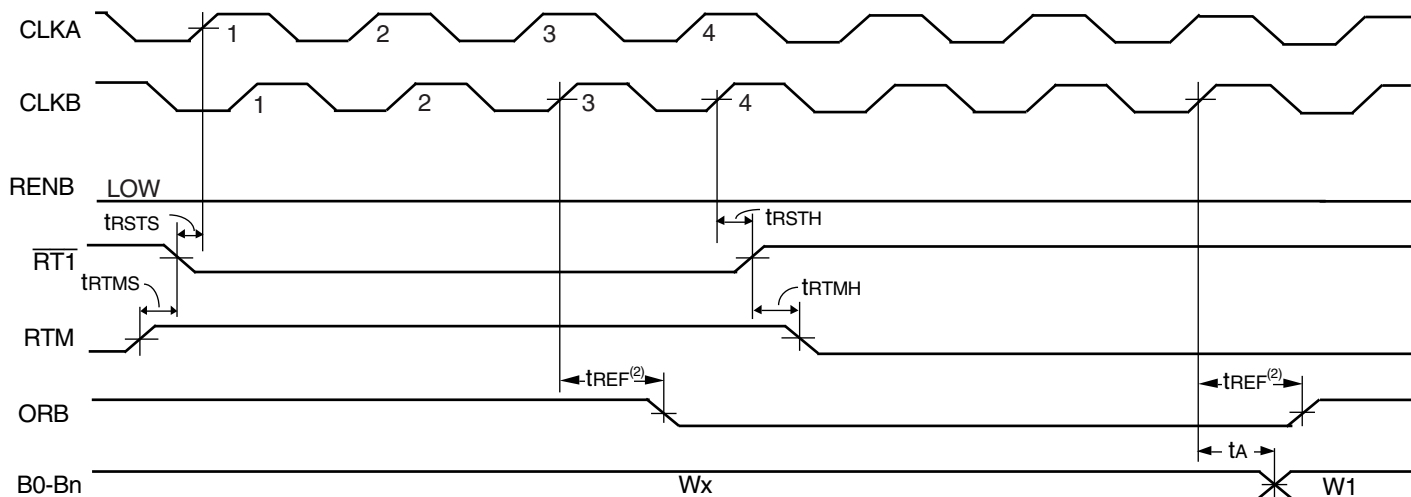 CLKA 1 2 3 4
CLKB 1 2 3 4
RENB LOW
tRSTS tRSTH
RT1
tRTMS tRTMH
RTM
tREF(2) tREF(2)
ORB
tA
B0-Bn Wx W1